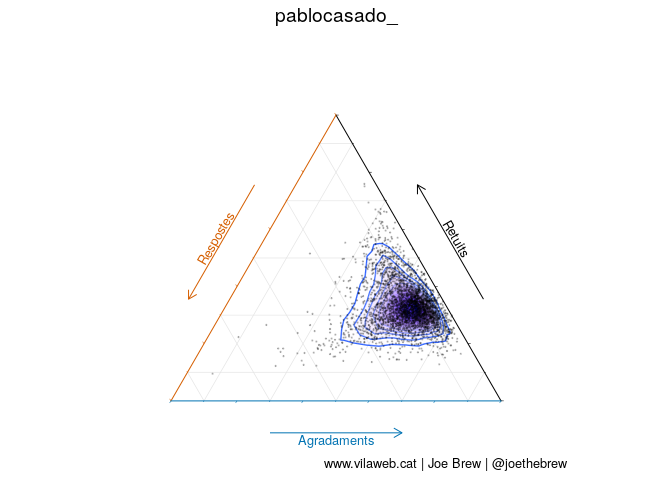 pablocasado_
Respostes
Retuits
Agradaments
www.vilaweb.cat | Joe Brew | @joethebrew